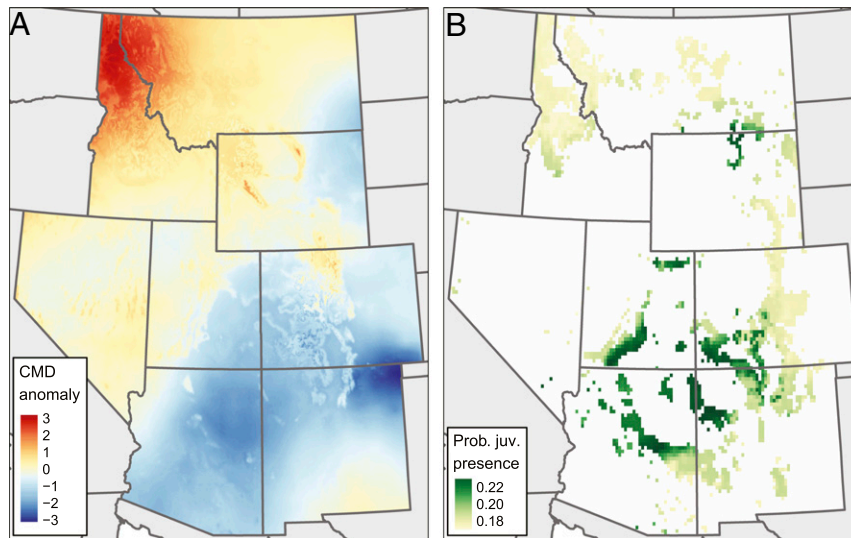 A
B
CMD
anomaly
3
2
1
0
−1
−2
−3
Prob. juv.
presence
0.22
0.20
0.18